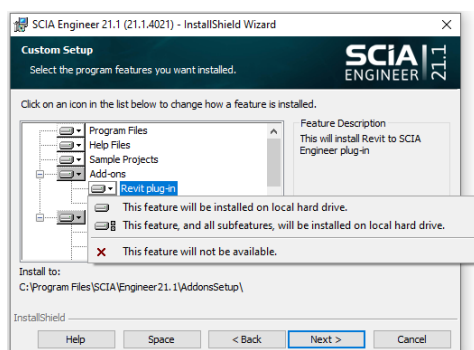 SCIA Engineer 21.1 (21.1.4021) - InstallShield Wizard
Custom Setup
Select the program features you want installed.
SCiA
ENGINEER
21.1
Click on an icon in the list below to change how a feature is installed.
Program Files
Help Files
Sample Projects
Add-ons
Revit plug-in
Feature Description
This will install Revit to SCIA
Engineer plug-in
This feature will be installed on local hard drive.
This feature, and all subfeatures, will be installed on local hard drive.
This feature will not be available.
Install to:
C:\Program Files\SCIA\Engineer21.1\AddonsSetup\
InstallShield
Help
Space
< Back
Next >
Cancel